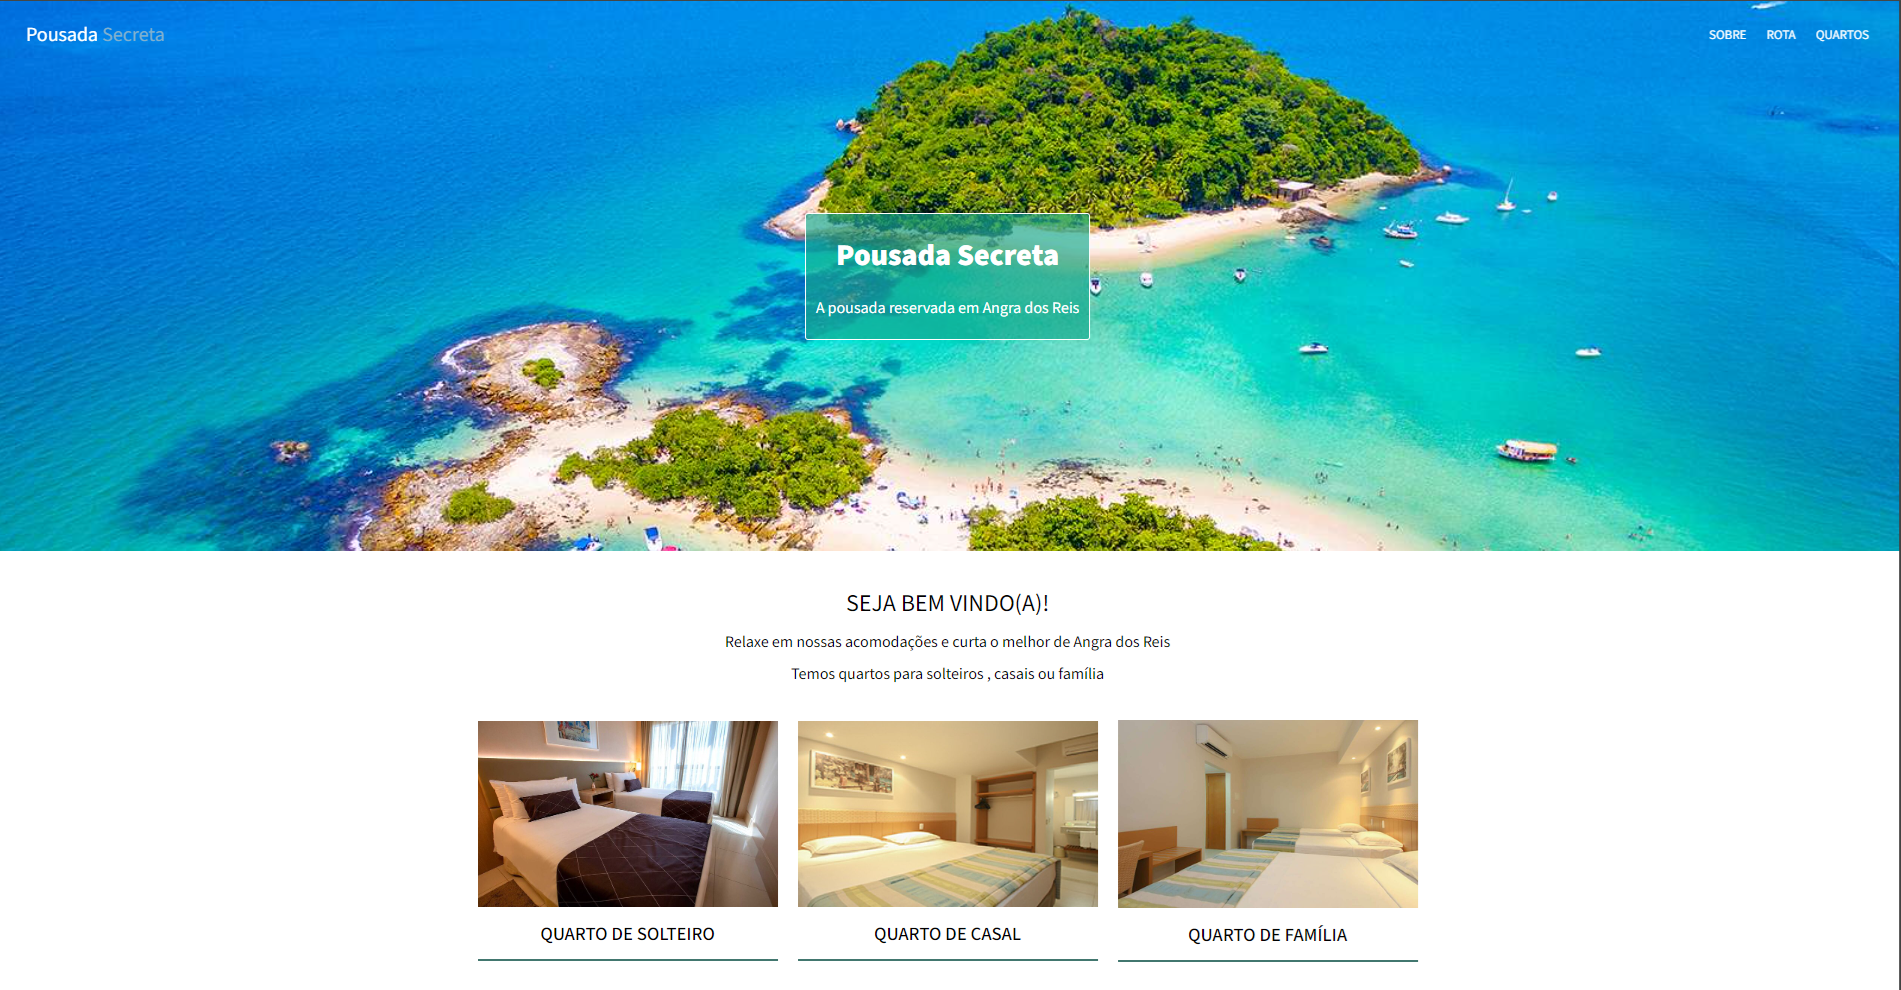 Pousada Secreta
SOBRE ROTA QUARTOS
Pousada Secreta
A pousada reservada em Angra dos Reis
SEJA BEM VINDO(A)!
Relaxe em nossas acomodações e curta o melhor de Angra dos Reis
Temos quartos para solteiros , casais ou família
QUARTO DE SOLTEIRO
QUARTO DE CASAL
QUARTO DE FAMÍLIA